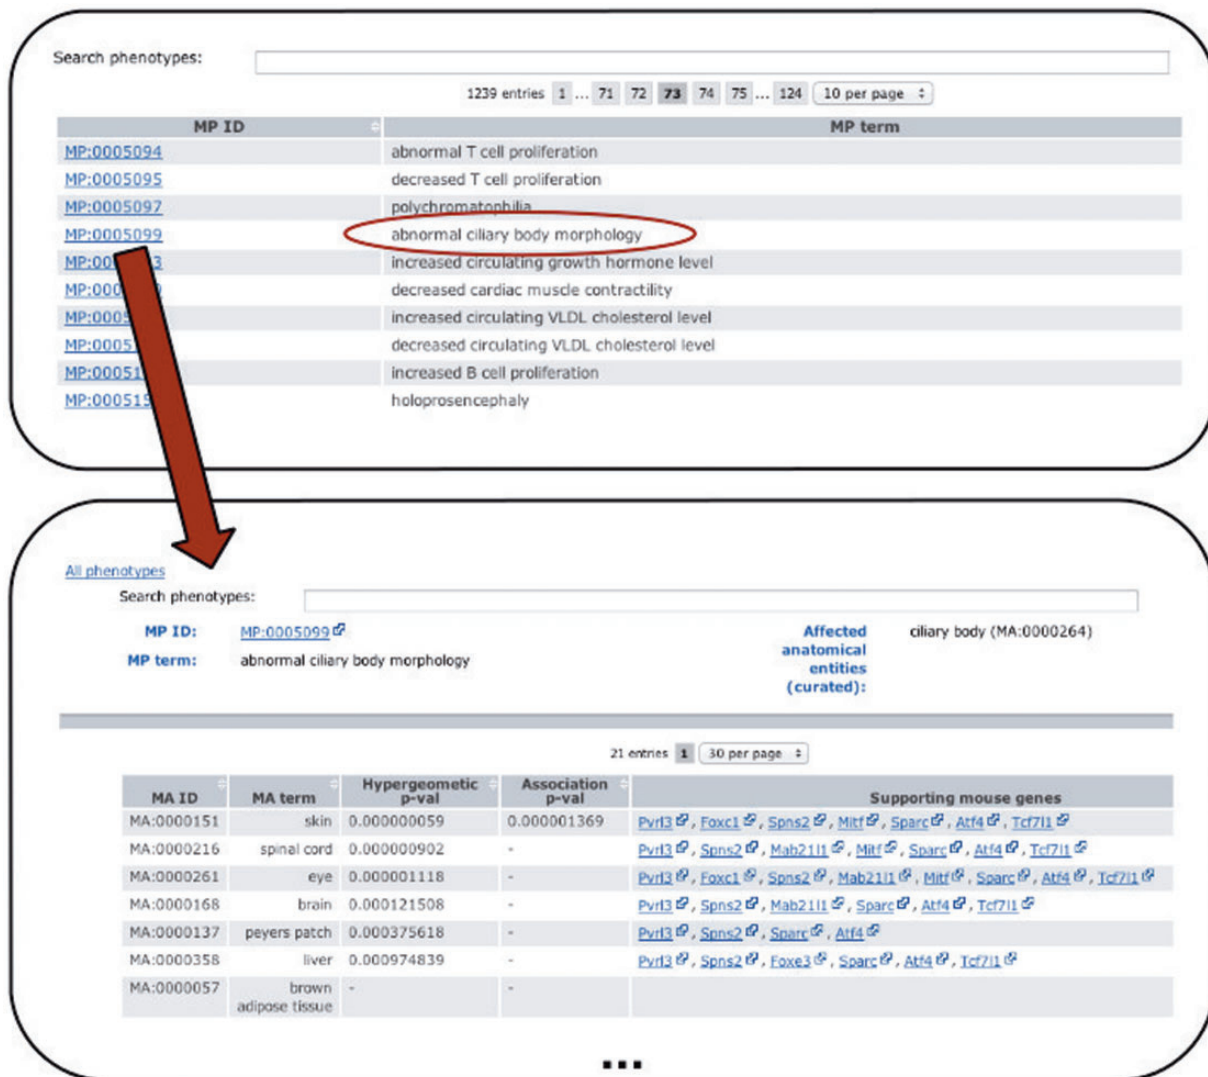 Search phenotypes:
1239 entries 1 ... 71 72 73 74 75 ... 124 10 per page
MP ID MP term
MP:0005094 abnormal T cell proliferation
MP:0005095 decreased T cell proliferation
MP:0005097 polychromatophilia
MP:0005099 abnormal ciliary body morphology
increased circulating growth hormone level
decreased cardiac muscle contractility
increased circulating VLDL cholesterol level
decreased circulating VLDL cholesterol level
increased B cell proliferation
holoprosencephaly
All phenotypes
Search phenotypes:
MP ID: MP:0005099 Affected ciliary body (MA:0000264)
MP term: abnormal ciliary body morphology anatomical
entities
(curated):
21 entries 1 30 per page
MA ID MA term Hypergeometic p-val Association p-val Supporting mouse genes
MA:0000151 skin 0.000000059 0.000001369 Pvrl3, Foxc1, Spns2, Mitf, Sparc, Atf4, Tcf7l1
MA:0000216 spinal cord 0.000000902 - Pvrl3, Spns2, Mab21l1, Mitf, Sparc, Atf4, Tcf7l1
MA:0000261 eye 0.000001118 - Pvrl3, Foxc1, Spns2, Mab21l1, Mitf, Sparc, Atf4, Tcf7l1
MA:0000168 brain 0.000121508 - Pvrl3, Spns2, Mab21l1, Sparc, Atf4, Tcf7l1
MA:0000137 peyers patch 0.000375618 - Pvrl3, Spns2, Sparc, Atf4
MA:0000358 liver 0.000974839 - Pvrl3, Spns2, Foxe3, Sparc, Atf4, Tcf7l1
MA:0000057 brown - -
adipose tissue
...